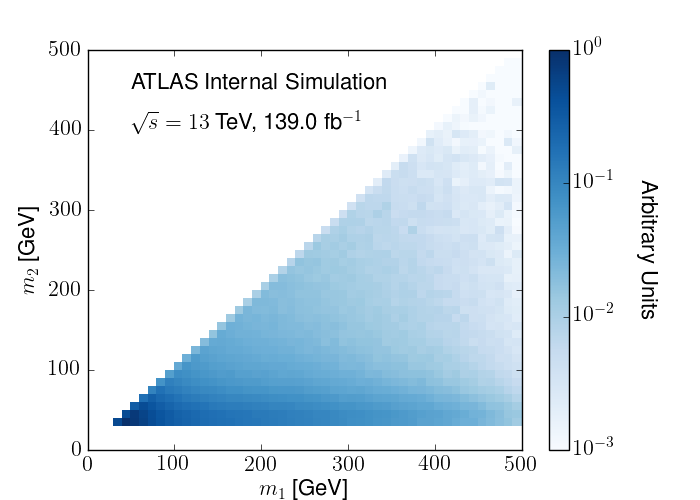 ATLAS Internal Simulation
√s = 13 TeV, 139.0 fb⁻¹
500
400
300
200
100
0
m₂ [GeV]
0 100 200 300 400 500
m₁ [GeV]
10⁰
10⁻¹
10⁻²
10⁻³
Arbitrary Units